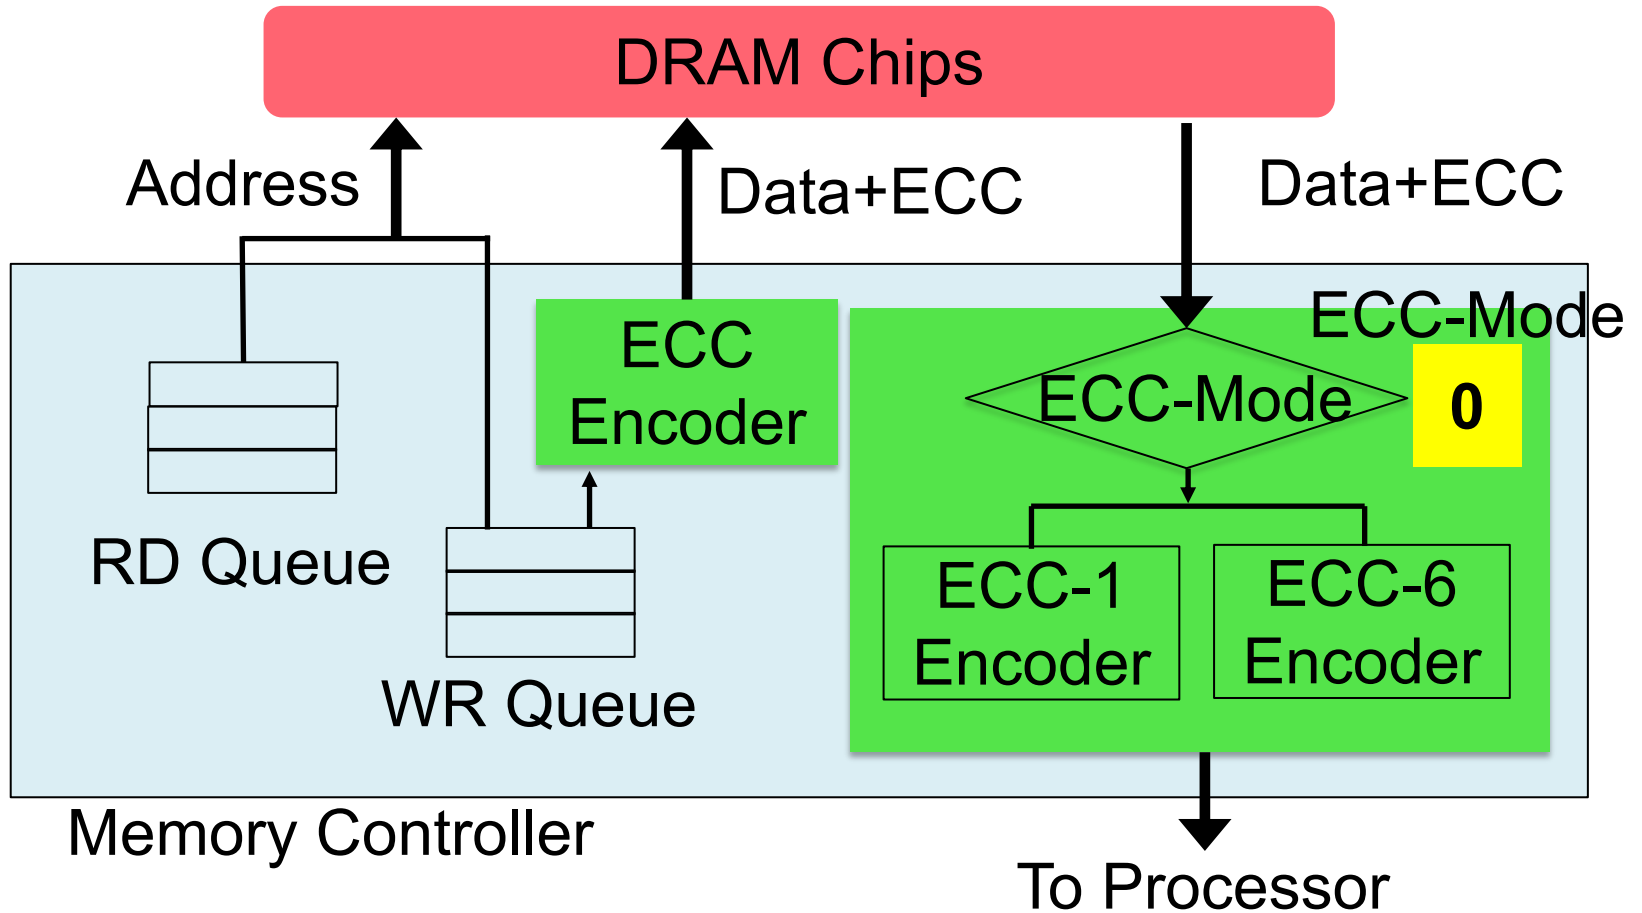 DRAM Chips
Address
Data+ECC
Data+ECC
ECC-Mode
ECC
Encoder
ECC-Mode
0
RD Queue
ECC-1
Encoder
ECC-6
Encoder
WR Queue
Memory Controller
To Processor